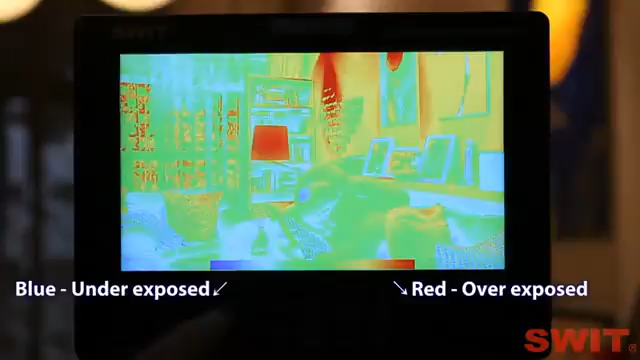 SWIT
Blue - Under exposed↙ ↘Red - Over exposed
SWIT®